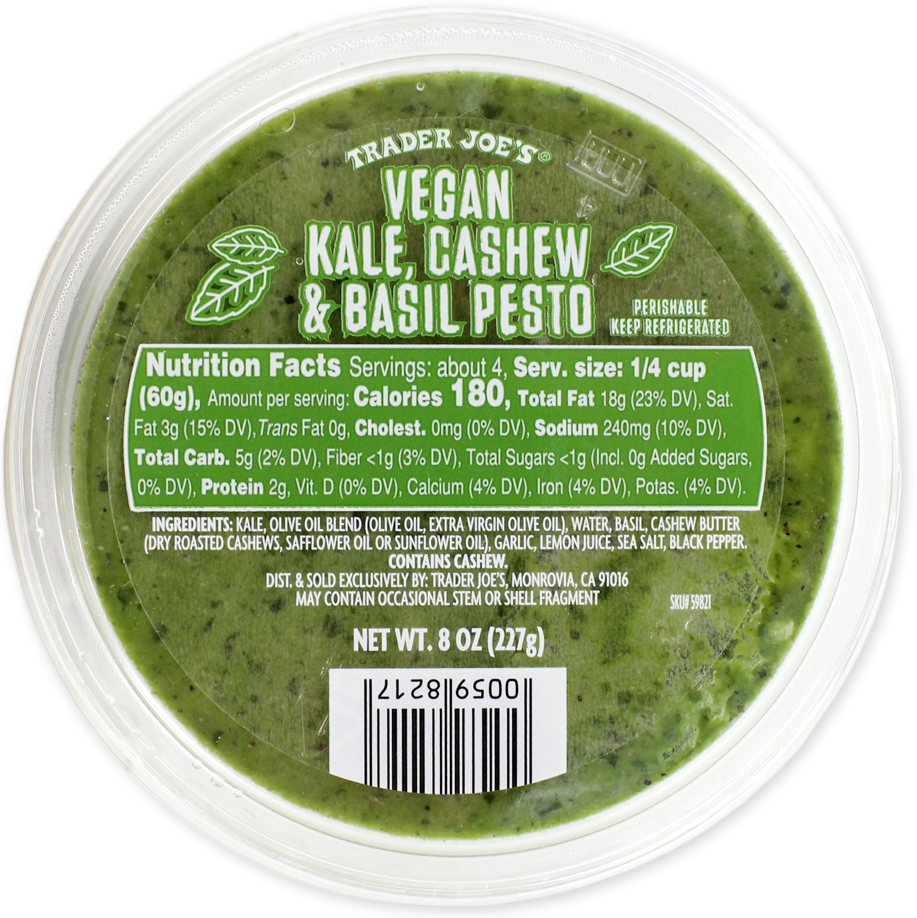 TRADER JOE'S®
VEGAN
KALE, CASHEW
& BASIL PESTO
PERISHABLE
KEEP REFRIGERATED
Nutrition Facts Servings: about 4, Serv. size: 1/4 cup
(60g), Amount per serving: Calories 180, Total Fat 18g (23% DV), Sat.
Fat 3g (15% DV), Trans Fat 0g, Cholest. 0mg (0% DV), Sodium 240mg (10% DV),
Total Carb. 5g (2% DV), Fiber <1g (3% DV), Total Sugars <1g (Incl. 0g Added Sugars,
0% DV), Protein 2g, Vit. D (0% DV), Calcium (4% DV), Iron (4% DV), Potas. (4% DV).
INGREDIENTS: KALE, OLIVE OIL BLEND (OLIVE OIL, EXTRA VIRGIN OLIVE OIL), WATER, BASIL, CASHEW BUTTER
(DRY ROASTED CASHEWS, SAFFLOWER OIL OR SUNFLOWER OIL), GARLIC, LEMON JUICE, SEA SALT, BLACK PEPPER.
CONTAINS CASHEW.
DIST. & SOLD EXCLUSIVELY BY: TRADER JOE'S, MONROVIA, CA 91016
MAY CONTAIN OCCASIONAL STEM OR SHELL FRAGMENT
SKU# 59821
NET WT. 8 OZ (227g)
0059 8217